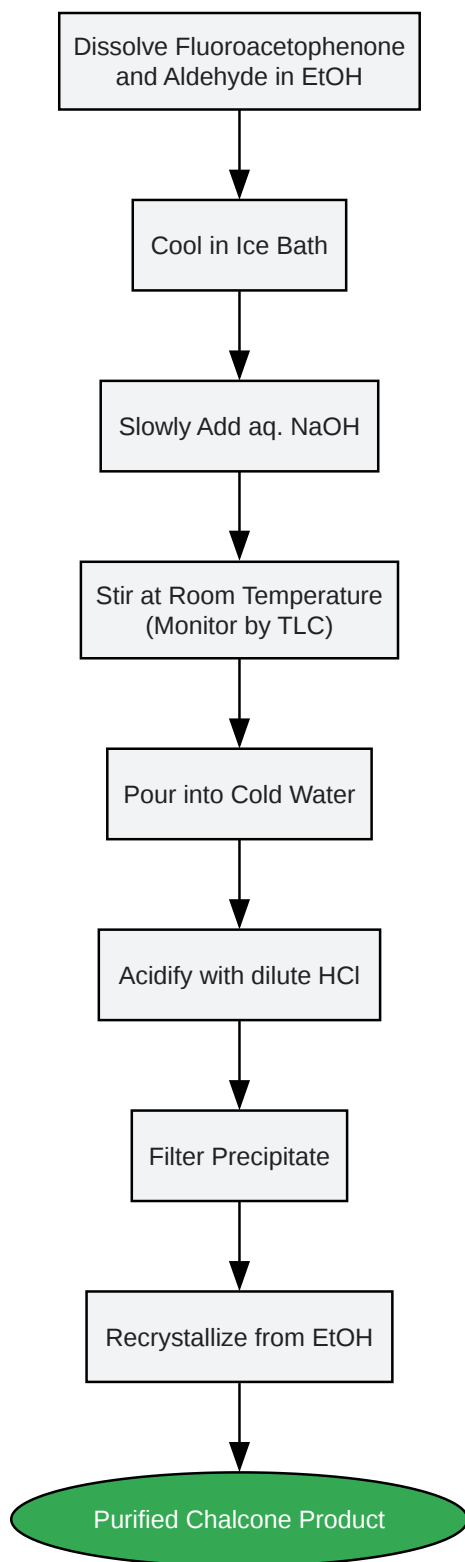 Dissolve Fluoroacetophenone
and Aldehyde in EtOH
Cool in Ice Bath
Slowly Add aq. NaOH
Stir at Room Temperature
(Monitor by TLC)
Pour into Cold Water
Acidify with dilute HCl
Filter Precipitate
Recrystallize from EtOH
Purified Chalcone Product